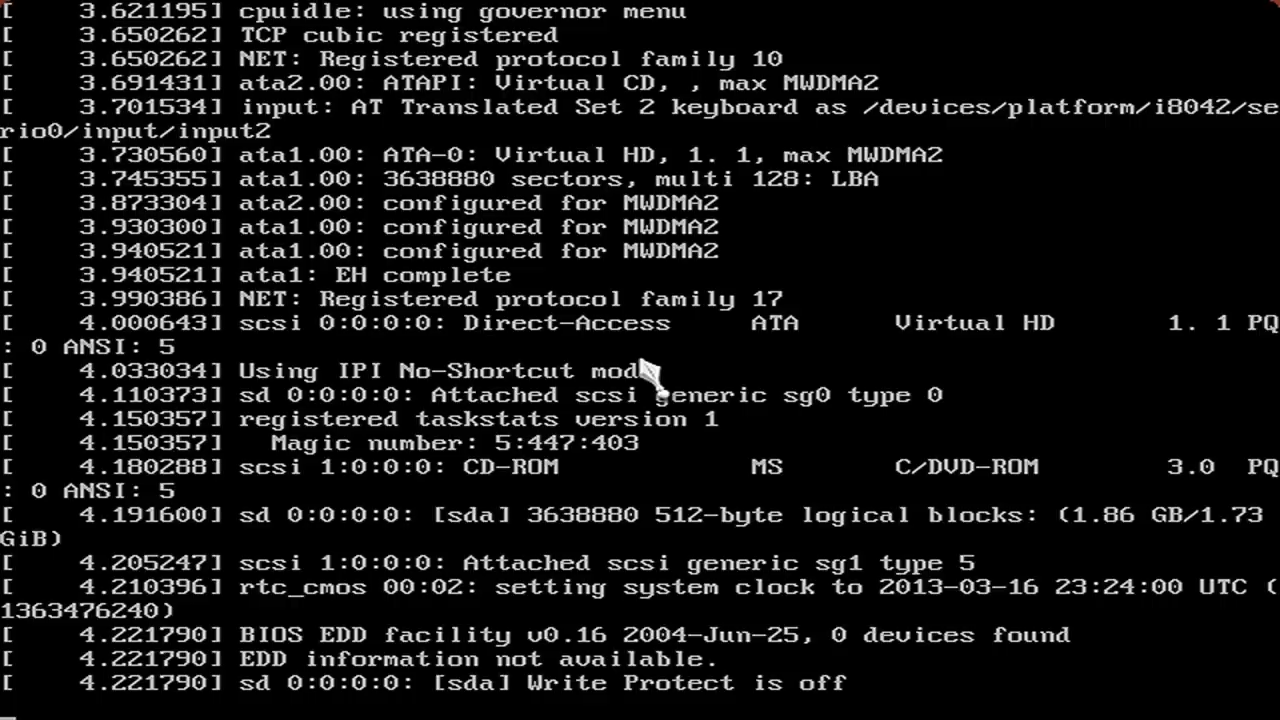 [     3.621195] cpuidle: using governor menu
[     3.650262] TCP cubic registered
[     3.650262] NET: Registered protocol family 10
[     3.691431] ata2.00: ATAPI: Virtual CD, , max MWDMA2
[     3.701534] input: AT Translated Set 2 keyboard as /devices/platform/i8042/se
rio0/input/input2
[     3.730560] ata1.00: ATA-0: Virtual HD, 1. 1, max MWDMA2
[     3.745355] ata1.00: 3638880 sectors, multi 128: LBA
[     3.873304] ata2.00: configured for MWDMA2
[     3.930300] ata1.00: configured for MWDMA2
[     3.940521] ata1.00: configured for MWDMA2
[     3.940521] ata1: EH complete
[     3.990386] NET: Registered protocol family 17
[     4.000643] scsi 0:0:0:0: Direct-Access     ATA      Virtual HD       1. 1 PQ
: 0 ANSI: 5
[     4.033034] Using IPI No-Shortcut mod
[     4.110373] sd 0:0:0:0: Attached scsi generic sg0 type 0
[     4.150357] registered taskstats version 1
[     4.150357]   Magic number: 5:447:403
[     4.180288] scsi 1:0:0:0: CD-ROM            MS       C/DVD-ROM        3.0  PQ
: 0 ANSI: 5
[     4.191600] sd 0:0:0:0: [sda] 3638880 512-byte logical blocks: (1.86 GB/1.73
GiB)
[     4.205247] scsi 1:0:0:0: Attached scsi generic sg1 type 5
[     4.210396] rtc_cmos 00:02: setting system clock to 2013-03-16 23:24:00 UTC (
1363476240)
[     4.221790] BIOS EDD facility v0.16 2004-Jun-25, 0 devices found
[     4.221790] EDD information not available.
[     4.221790] sd 0:0:0:0: [sda] Write Protect is off